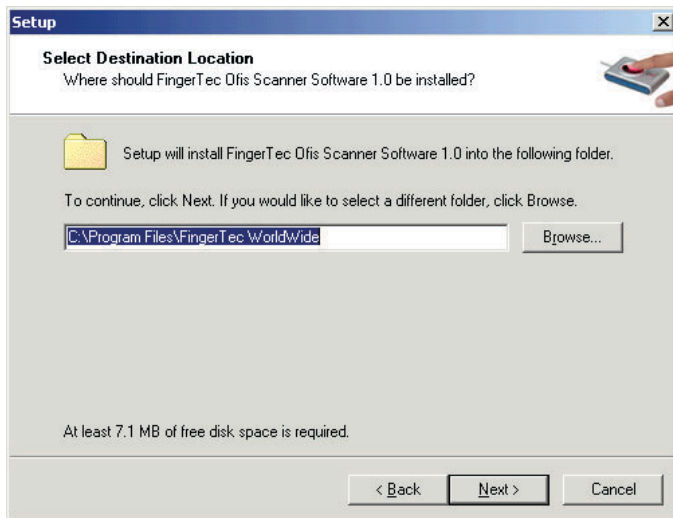 Setup
Select Destination Location
Where should FingerTec Ofis Scanner Software 1.0 be installed?
Setup will install FingerTec Ofis Scanner Software 1.0 into the following folder.
To continue, click Next. If you would like to select a different folder, click Browse.
C:\Program Files\FingerTec WorldWide
Browse...
At least 7.1 MB of free disk space is required.
< Back
Next >
Cancel